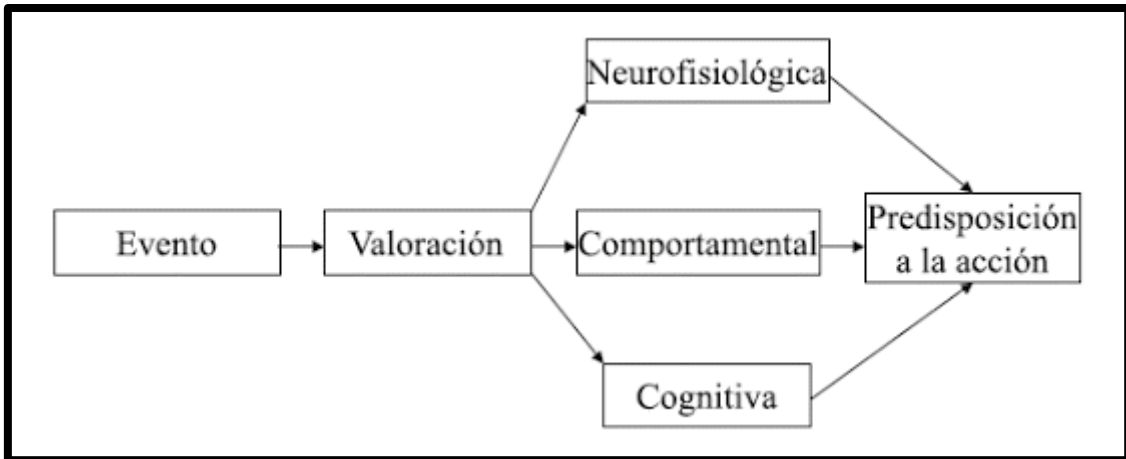 Neurofisiológica
Evento
Valoración
Comportamental
Predisposición
a la acción
Cognitiva